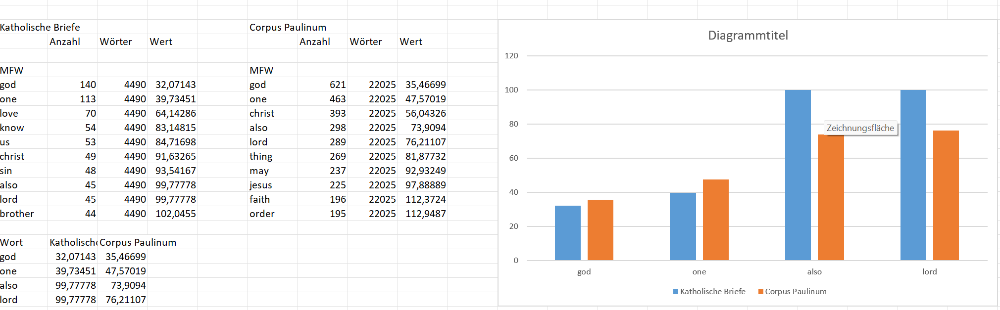 Katholische Briefe
Anzahl Wörter Wert
MFW
god 140 4490 32,07143
one 113 4490 39,73451
love 70 4490 64,14286
know 54 4490 83,14815
us 53 4490 84,71698
christ 49 4490 91,63265
sin 48 4490 93,54167
also 45 4490 99,77778
lord 45 4490 99,77778
brother 44 4490 102,0455
Corpus Paulinum
Anzahl Wörter Wert
MFW
god 621 22025 35,46699
one 463 22025 47,57019
christ 393 22025 56,04326
also 298 22025 73,9094
lord 289 22025 76,21107
thing 269 22025 81,87732
may 237 22025 92,93249
jesus 225 22025 97,88889
faith 196 22025 112,3724
order 195 22025 112,9487
Wort Katholische Corpus Paulinum
god 32,07143 35,46699
one 39,73451 47,57019
also 99,77778 73,9094
lord 99,77778 76,21107
Diagrammtitel
120
100
80
60
40
20
0
Zeichnungsfläche
god one also lord
Katholische Briefe Corpus Paulinum